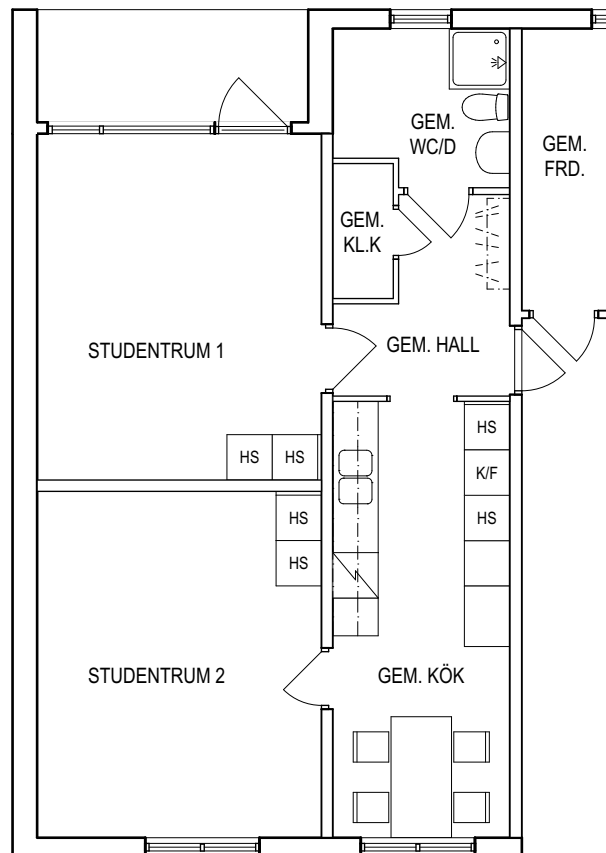 GEM.
WC/D
GEM.
FRD.
GEM.
KL.K
STUDENTRUM 1
GEM. HALL
HS
HS
HS
K/F
HS
HS
HS
STUDENTRUM 2
GEM. KÖK